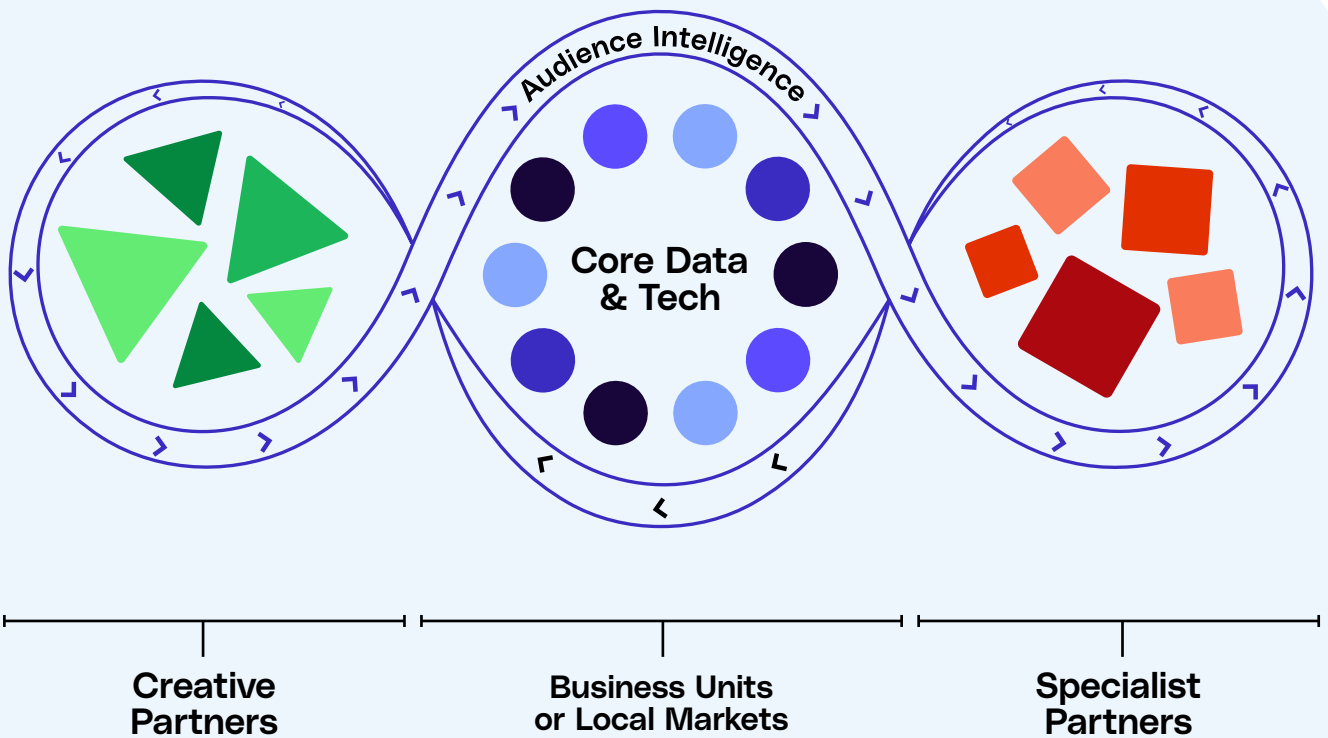 Audience Intelligence
Core Data
& Tech
Creative
Partners
Business Units
or Local Markets
Specialist
Partners